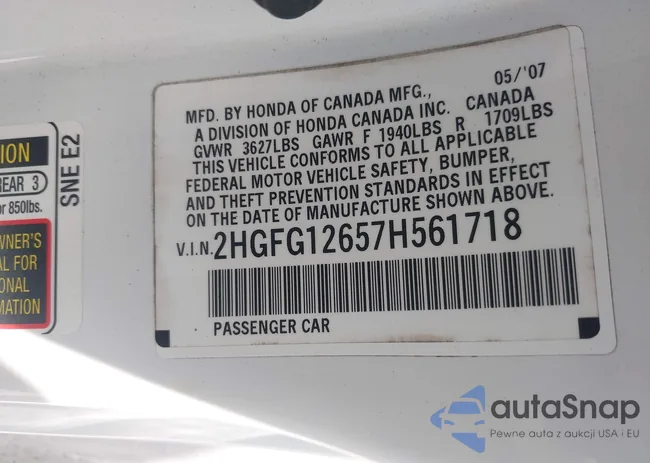 ION
REAR 3
or 850lbs.
WNER'S
AL FOR
ONAL
MATION
SNE E2
05/'07
MFD. BY HONDA OF CANADA MFG.,
A DIVISION OF HONDA CANADA INC. CANADA
GVWR 3627LBS GAWR F 1940LBS R 1709LBS
THIS VEHICLE CONFORMS TO ALL APPLICABLE
FEDERAL MOTOR VEHICLE SAFETY, BUMPER,
AND THEFT PREVENTION STANDARDS IN EFFECT
ON THE DATE OF MANUFACTURE SHOWN ABOVE.
V.I.N. 2HGFG12657H561718
PASSENGER CAR
autaSnap
Pewne auta z aukcji USA i EU